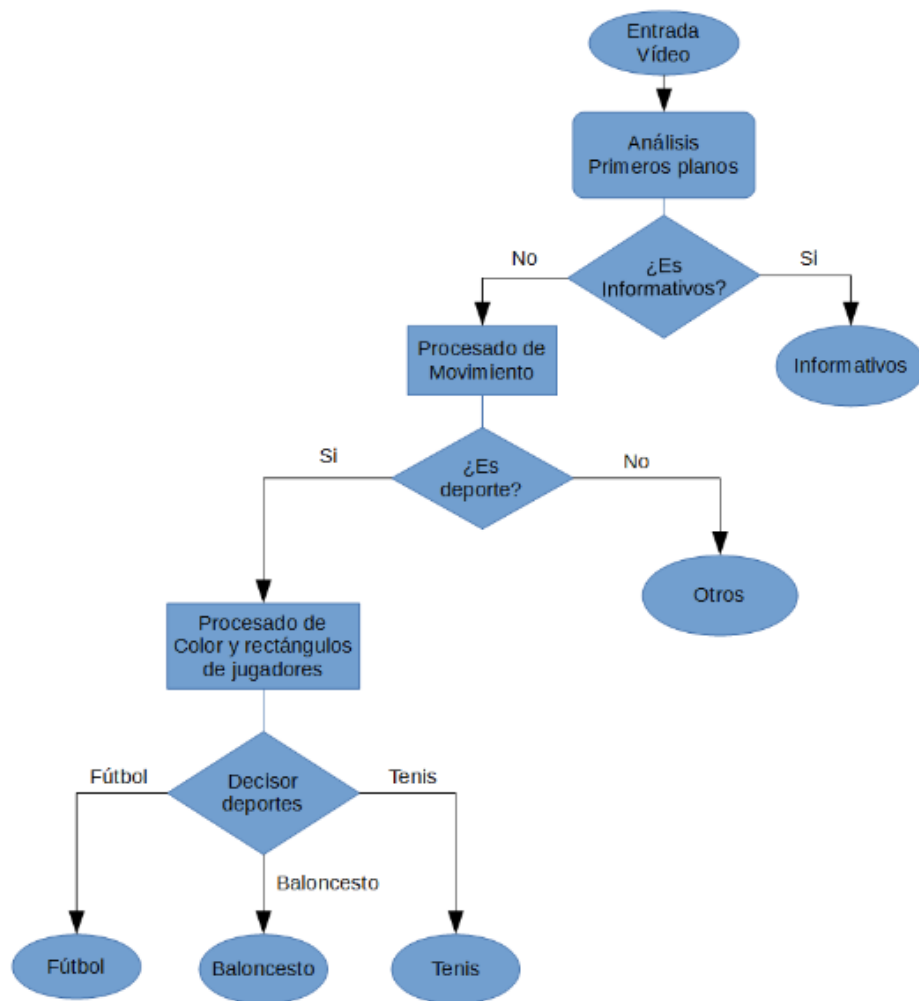 Entrada
Vídeo
Análisis
Primeros planos
No
¿Es
Informativos?
Si
Procesado de
Movimiento
Informativos
Si
¿Es
deporte?
No
Otros
Procesado de
Color y rectángulos
de jugadores
Fútbol
Decisor
deportes
Tenis
Baloncesto
Fútbol
Baloncesto
Tenis